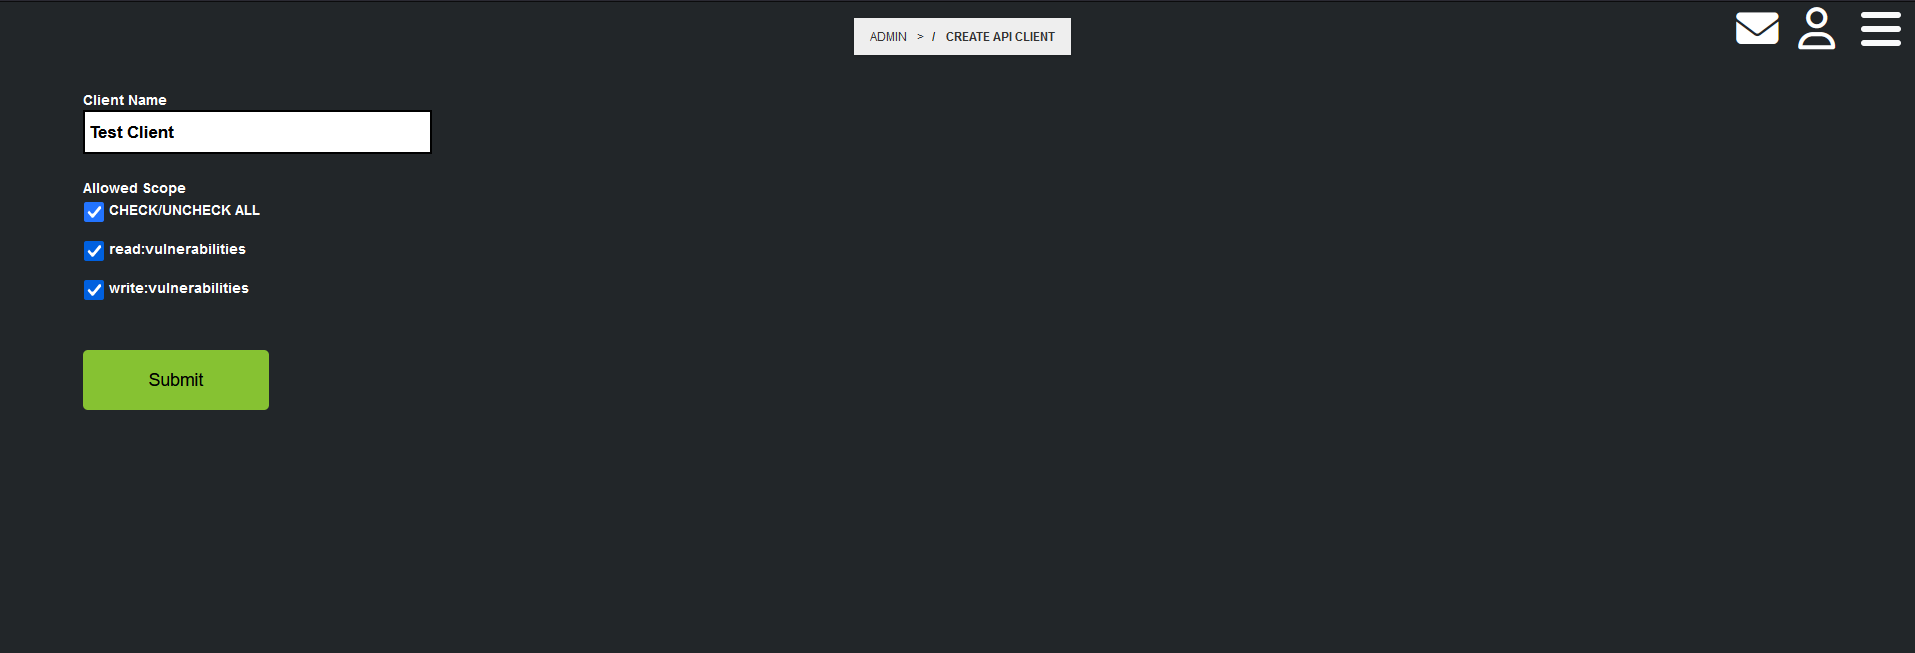 ADMIN > / CREATE API CLIENT
Client Name
Test Client
Allowed Scope
CHECK/UNCHECK ALL
read:vulnerabilities
write:vulnerabilities
Submit